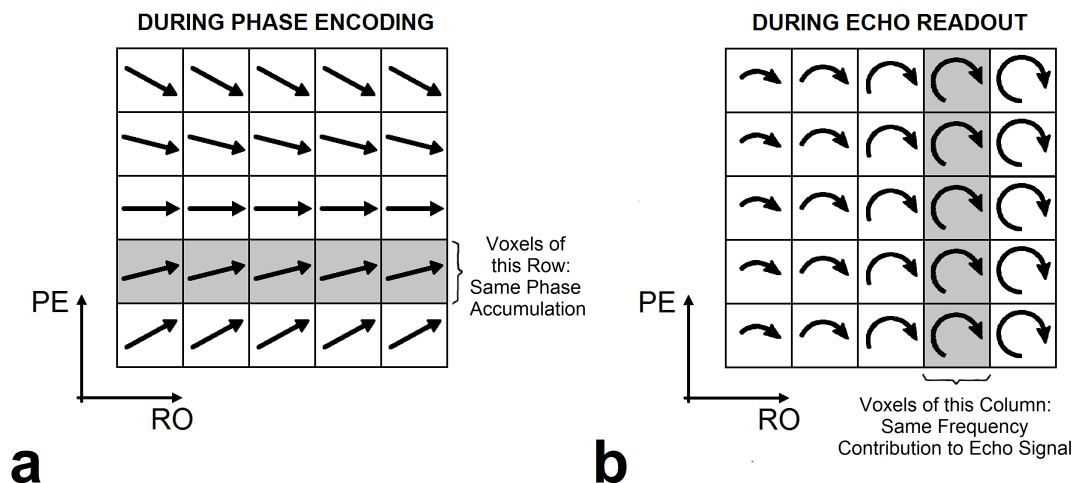 DURING PHASE ENCODING
Voxels of
this Row:
Same Phase
Accumulation
PE
RO
a
DURING ECHO READOUT
PE
RO
Voxels of this Column:
Same Frequency
Contribution to Echo Signal
b